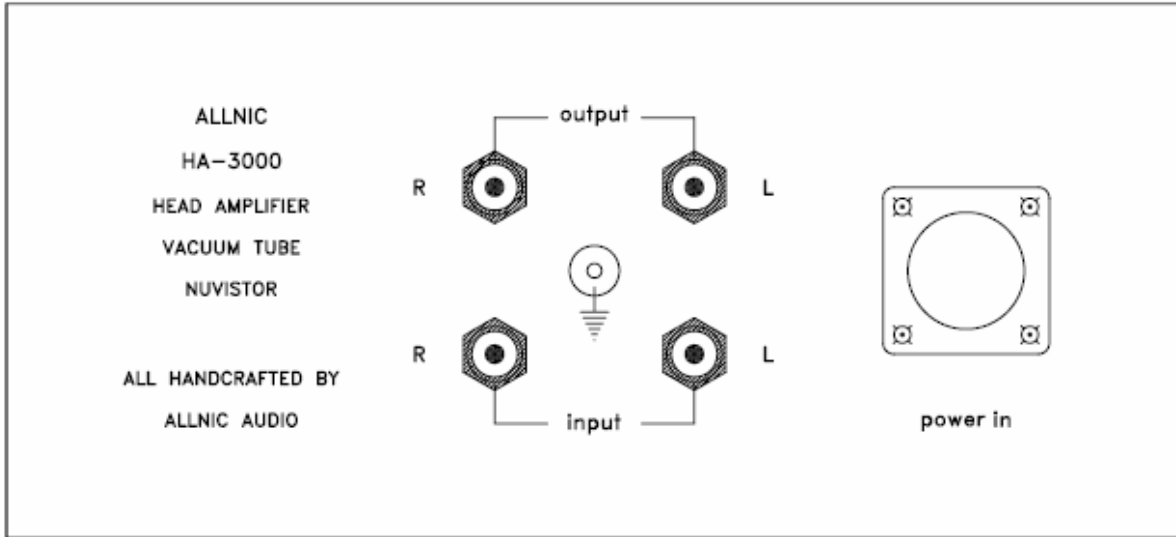 ALLNIC
HA-3000
HEAD AMPLIFIER
VACUUM TUBE
NUVISTOR
ALL HANDCRAFTED BY
ALLNIC AUDIO
output
R L
R L
input
power in